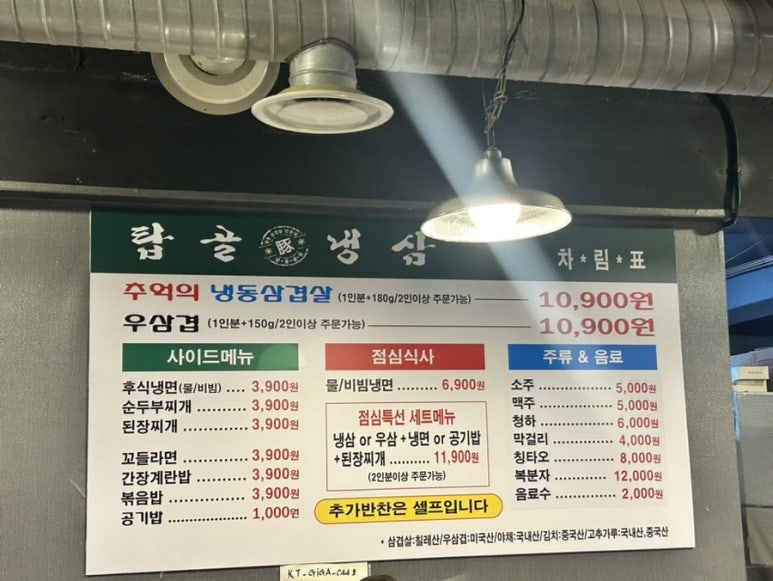 탑골 豚 냉삼
차*림*표
추억의 냉동삼겹살 (1인분+180g/2인이상 주문가능) 10,900원
우삼겹 (1인분+150g/2인이상 주문가능) 10,900원
사이드메뉴
후식냉면(물/비빔) .... 3,900원
순두부찌개 .......... 3,900원
된장찌개 ............. 3,900원
꼬들라면 ............. 3,900원
간장계란밥 .......... 3,900원
볶음밥 ................ 3,900원
공기밥 ................ 1,000원
점심식사
물/비빔냉면 ........ 6,900원
점심특선 세트메뉴
냉삼 or 우삼 + 냉면 or 공기밥
+된장찌개 .......... 11,900원
(2인분이상 주문가능)
추가반찬은 셀프입니다
주류 & 음료
소주 ................ 5,000원
맥주 ................ 5,000원
청하 ................ 6,000원
막걸리 ............. 4,000원
칭타오 ............. 8,000원
복분자 ............ 12,000원
음료수 ............. 2,000원
* 삼겹살:칠레산/우삼겹:미국산/야채:국내산/김치:중국산/고추가루:국내산,중국산
KT_GiGA_CAA8